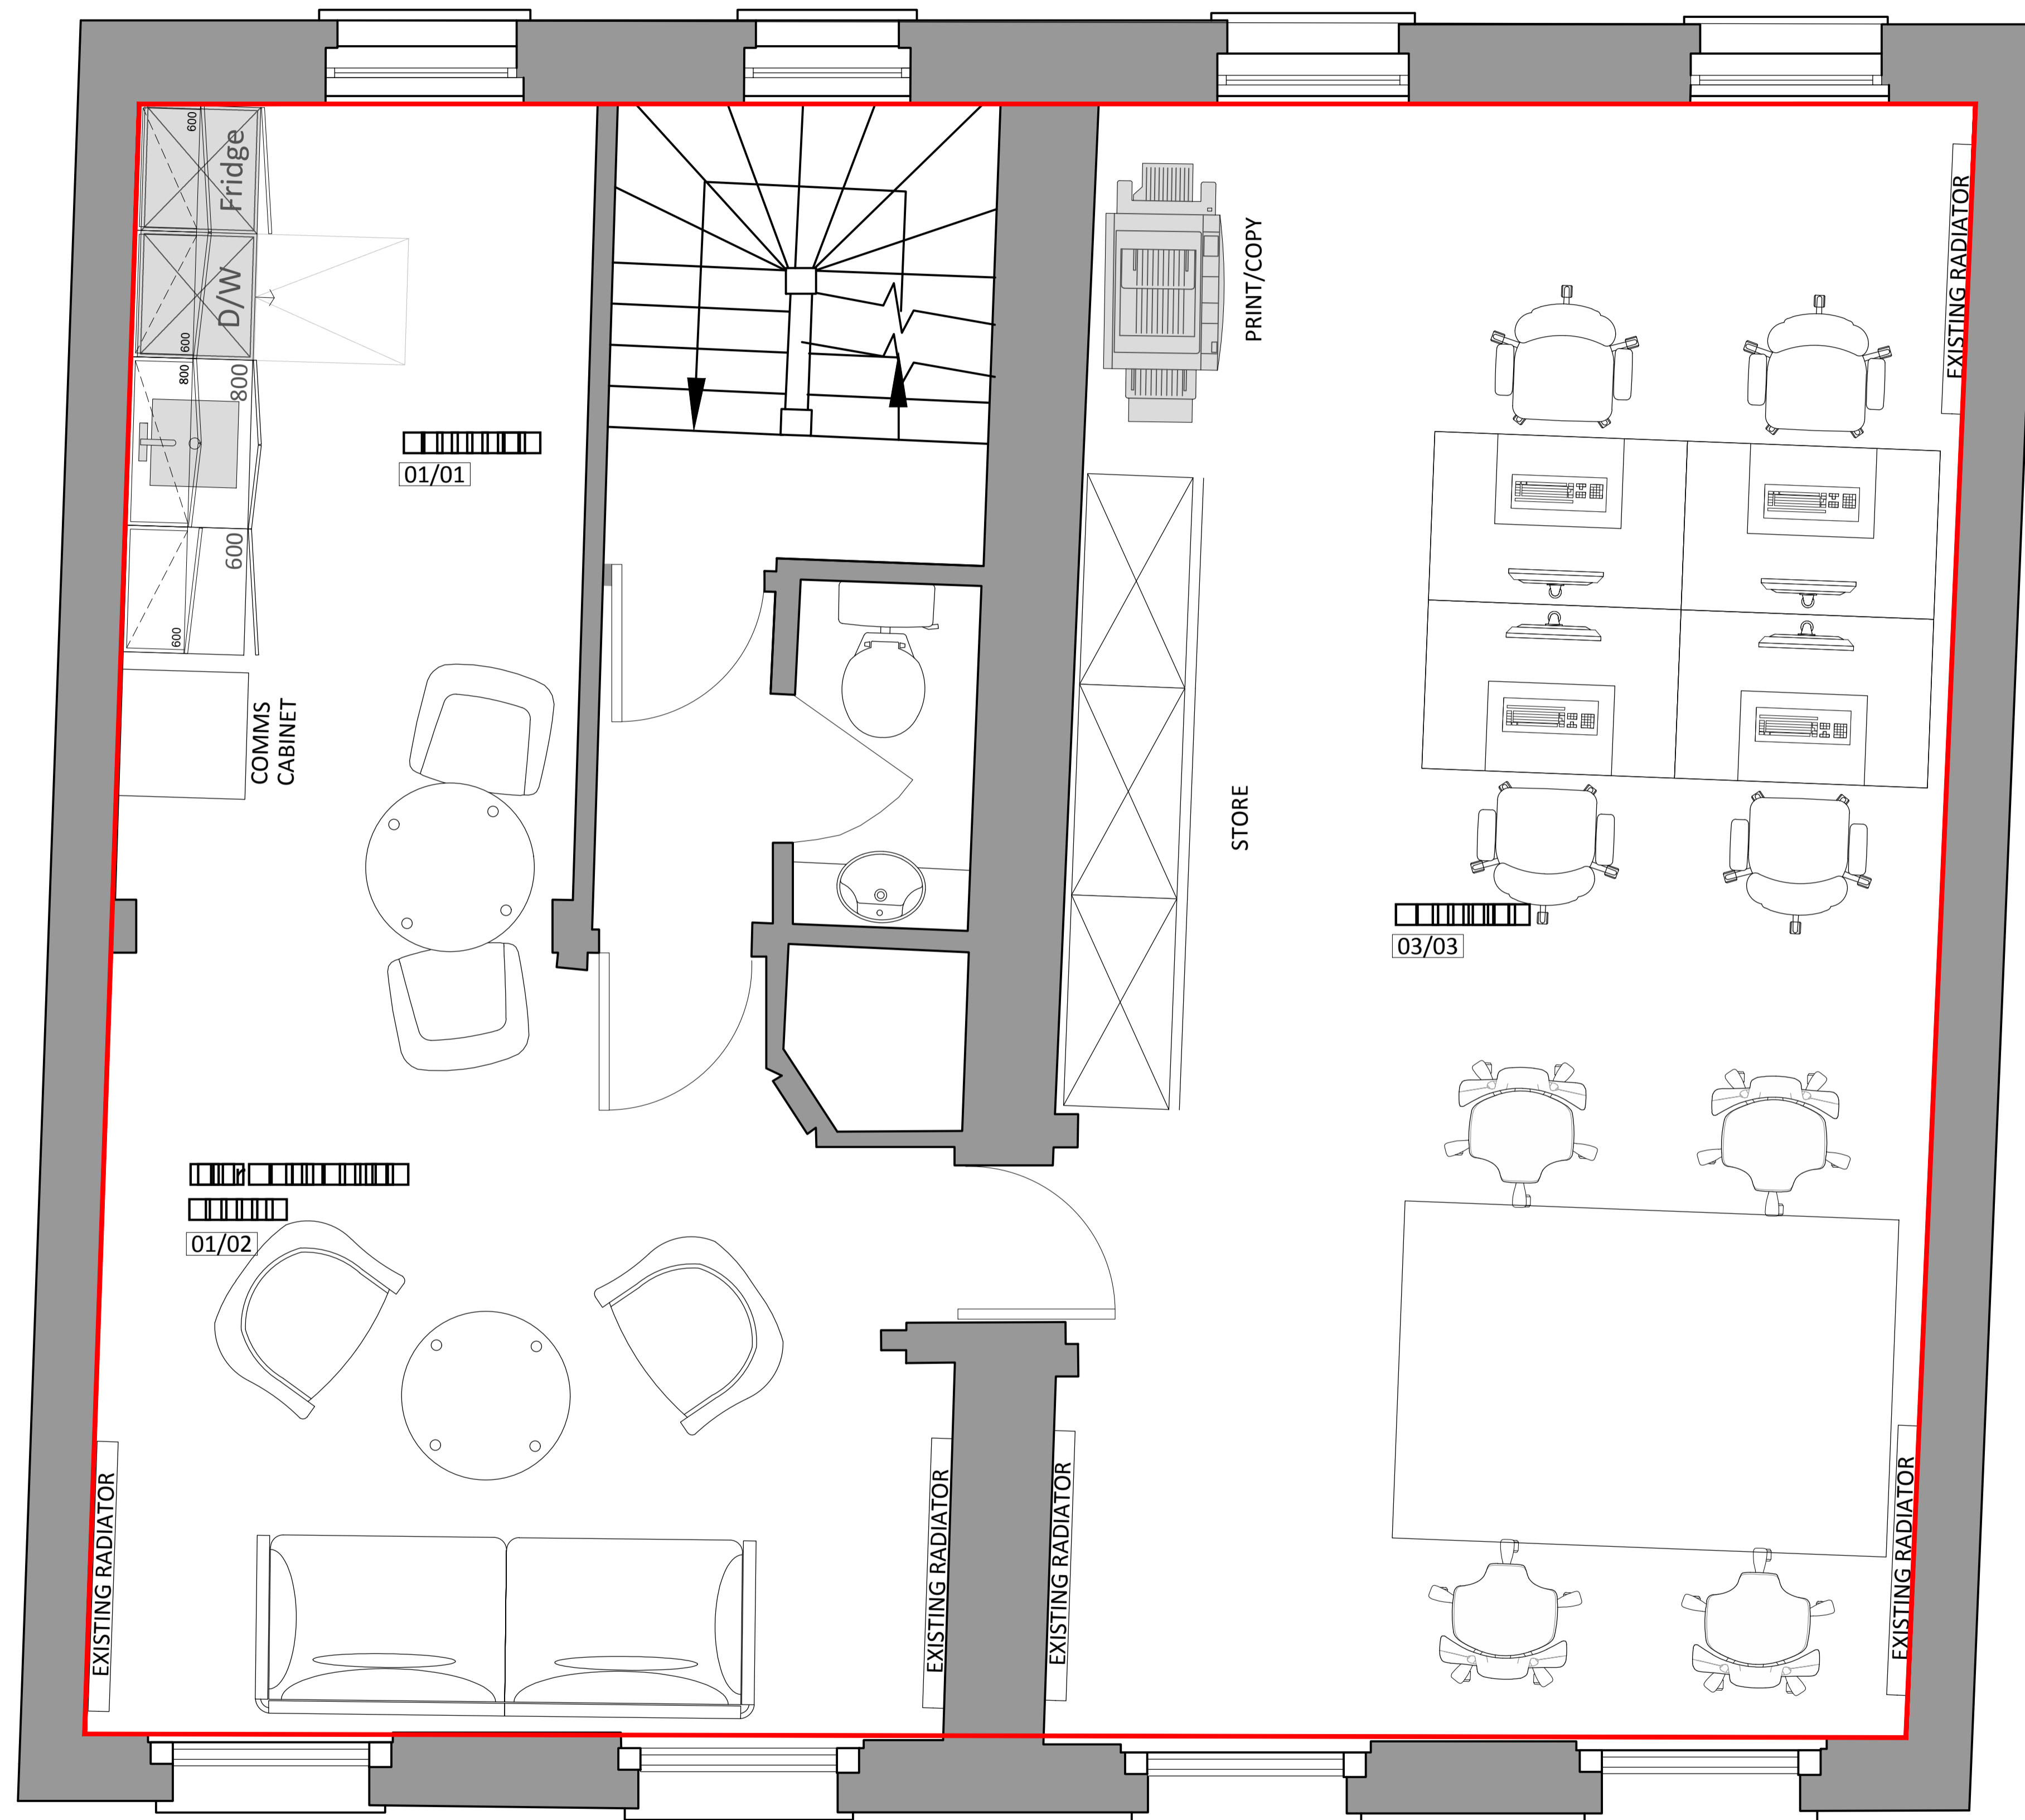 600
Fridge
600
D/W
800
800
600
600
01/01
COMMS
CABINET
PRINT/COPY
EXISTING RADIATOR
STORE
03/03
01/02
EXISTING RADIATOR
EXISTING RADIATOR
EXISTING RADIATOR
EXISTING RADIATOR